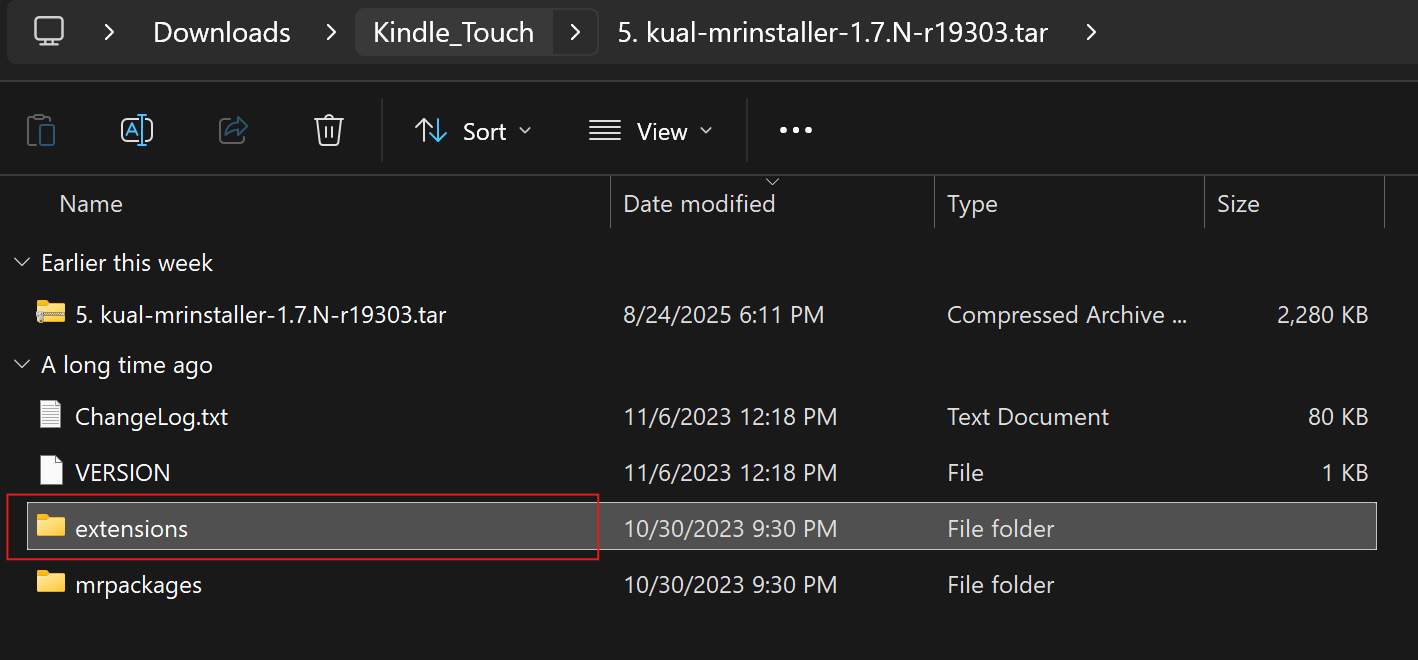 Downloads Kindle_Touch 5. kual-mrinstaller-1.7.N-r19303.tar
Sort View
Name Date modified Type Size
Earlier this week
5. kual-mrinstaller-1.7.N-r19303.tar 8/24/2025 6:11 PM Compressed Archive ... 2,280 KB
A long time ago
ChangeLog.txt 11/6/2023 12:18 PM Text Document 80 KB
VERSION 11/6/2023 12:18 PM File 1 KB
extensions 10/30/2023 9:30 PM File folder
mrpackages 10/30/2023 9:30 PM File folder